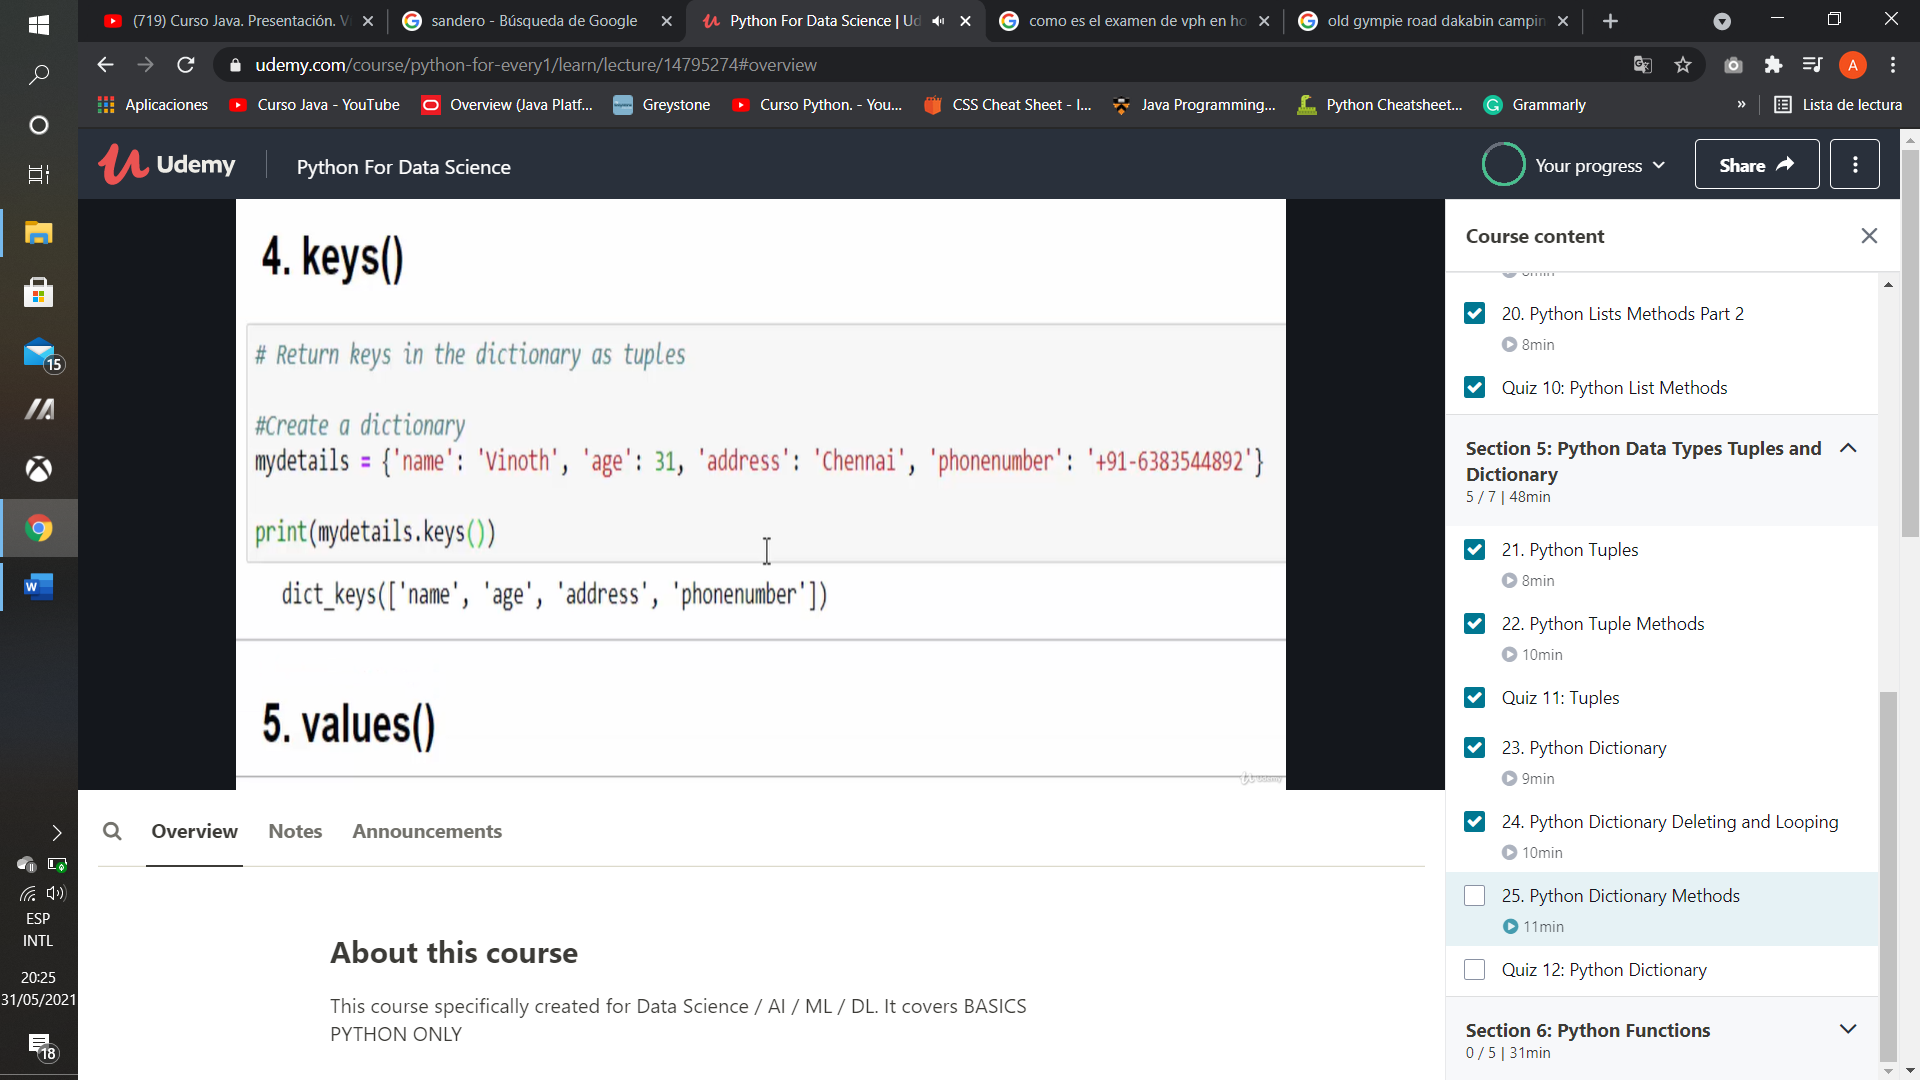 (719) Curso Java. Presentación. V
sandero - Búsqueda de Google
Python For Data Science | Ud
como es el examen de vph en ho
old gympie road dakabin campin
udemy.com/course/python-for-every1/learn/lecture/14795274#overview
A
Aplicaciones
Curso Java - YouTube
Overview (Java Platf...
Greystone
Curso Python. - You...
CSS Cheat Sheet - I...
Java Programming...
Python Cheatsheet...
Grammarly
»
Lista de lectura
Udemy
Python For Data Science
Your progress
Share
4. keys()
# Return keys in the dictionary as tuples
#Create a dictionary
mydetails = {'name': 'Vinoth', 'age': 31, 'address': 'Chennai', 'phonenumber': '+91-6383544892'}
print(mydetails.keys())
dict_keys(['name', 'age', 'address', 'phonenumber'])
5. values()
Udemy
Course content
8min
20. Python Lists Methods Part 2
8min
Quiz 10: Python List Methods
Section 5: Python Data Types Tuples and
Dictionary
5 / 7 | 48min
21. Python Tuples
8min
22. Python Tuple Methods
10min
Quiz 11: Tuples
23. Python Dictionary
9min
24. Python Dictionary Deleting and Looping
10min
25. Python Dictionary Methods
11min
Quiz 12: Python Dictionary
Section 6: Python Functions
0 / 5 | 31min
Overview
Notes
Announcements
About this course
This course specifically created for Data Science / AI / ML / DL. It covers BASICS
PYTHON ONLY
15
W
ESP
INTL
20:25
31/05/2021
18